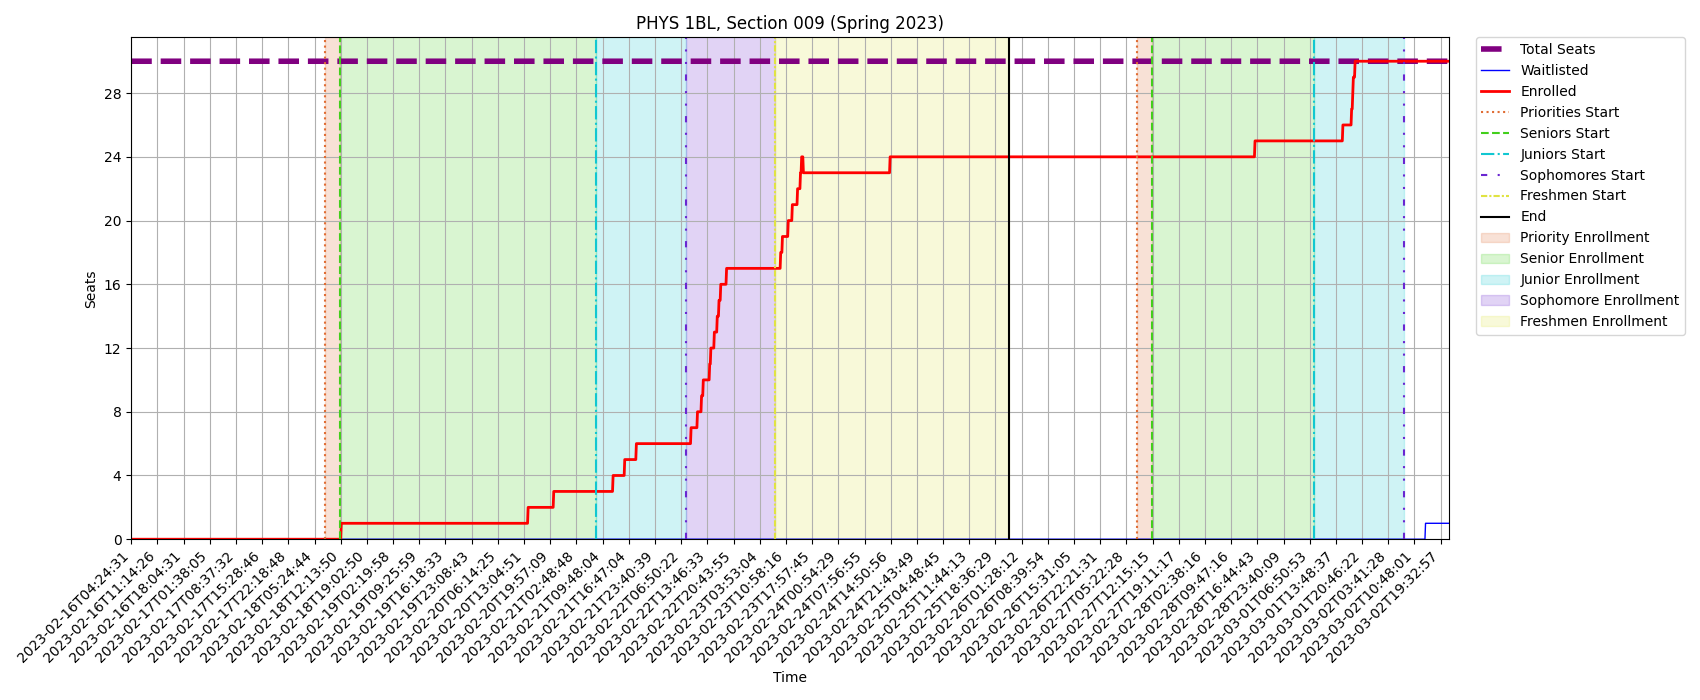 PHYS 1BL, Section 009 (Spring 2023)
Seats
28
24
20
16
12
8
4
0
2023-02-16T04:24:31
2023-02-16T11:14:26
2023-02-16T18:04:31
2023-02-17T01:38:05
2023-02-17T08:37:32
2023-02-17T15:28:46
2023-02-17T22:18:48
2023-02-18T05:24:44
2023-02-18T12:13:50
2023-02-18T19:02:50
2023-02-19T02:19:58
2023-02-19T09:25:59
2023-02-19T16:18:33
2023-02-19T23:08:43
2023-02-20T06:14:25
2023-02-20T13:04:51
2023-02-20T19:57:09
2023-02-21T02:48:48
2023-02-21T09:48:04
2023-02-21T16:47:04
2023-02-21T23:40:39
2023-02-22T06:50:22
2023-02-22T13:46:33
2023-02-22T20:43:55
2023-02-23T03:53:04
2023-02-23T10:58:16
2023-02-23T17:57:45
2023-02-24T00:54:29
2023-02-24T07:56:55
2023-02-24T14:50:56
2023-02-24T21:43:49
2023-02-25T04:48:45
2023-02-25T11:44:13
2023-02-25T18:36:29
2023-02-26T01:28:12
2023-02-26T08:39:54
2023-02-26T15:31:05
2023-02-26T22:21:31
2023-02-27T05:22:28
2023-02-27T12:15:15
2023-02-27T19:11:17
2023-02-28T02:38:16
2023-02-28T09:47:16
2023-02-28T16:44:43
2023-02-28T23:40:09
2023-03-01T06:50:53
2023-03-01T13:48:37
2023-03-01T20:46:22
2023-03-02T03:41:28
2023-03-02T10:48:01
2023-03-02T19:32:57
Time
Total Seats
Waitlisted
Enrolled
Priorities Start
Seniors Start
Juniors Start
Sophomores Start
Freshmen Start
End
Priority Enrollment
Senior Enrollment
Junior Enrollment
Sophomore Enrollment
Freshmen Enrollment